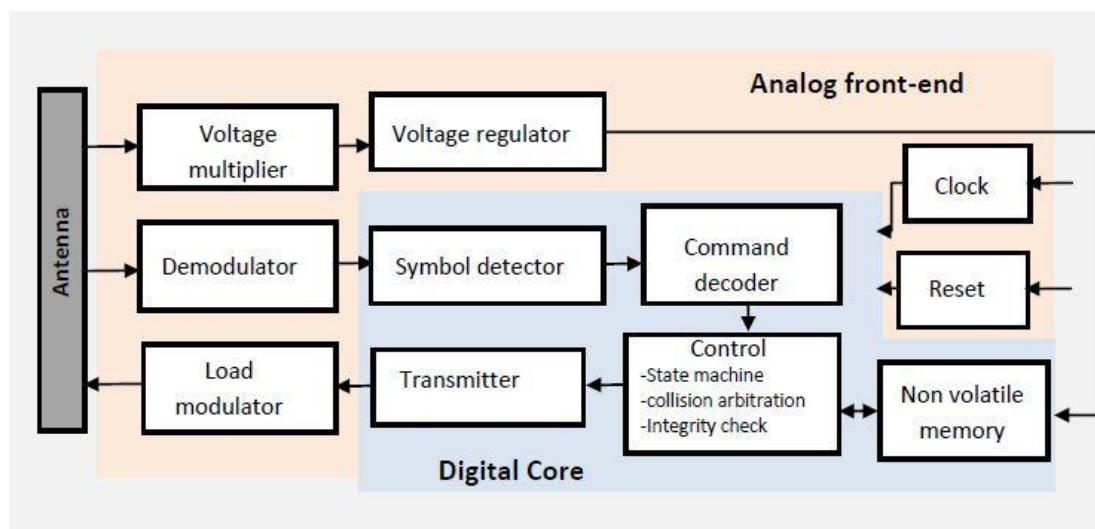 Analog front-end
Antenna
Voltage
multiplier
Voltage regulator
Clock
Demodulator
Symbol detector
Command
decoder
Reset
Load
modulator
Transmitter
Control
-State machine
-collision arbitration
-Integrity check
Non volatile
memory
Digital Core